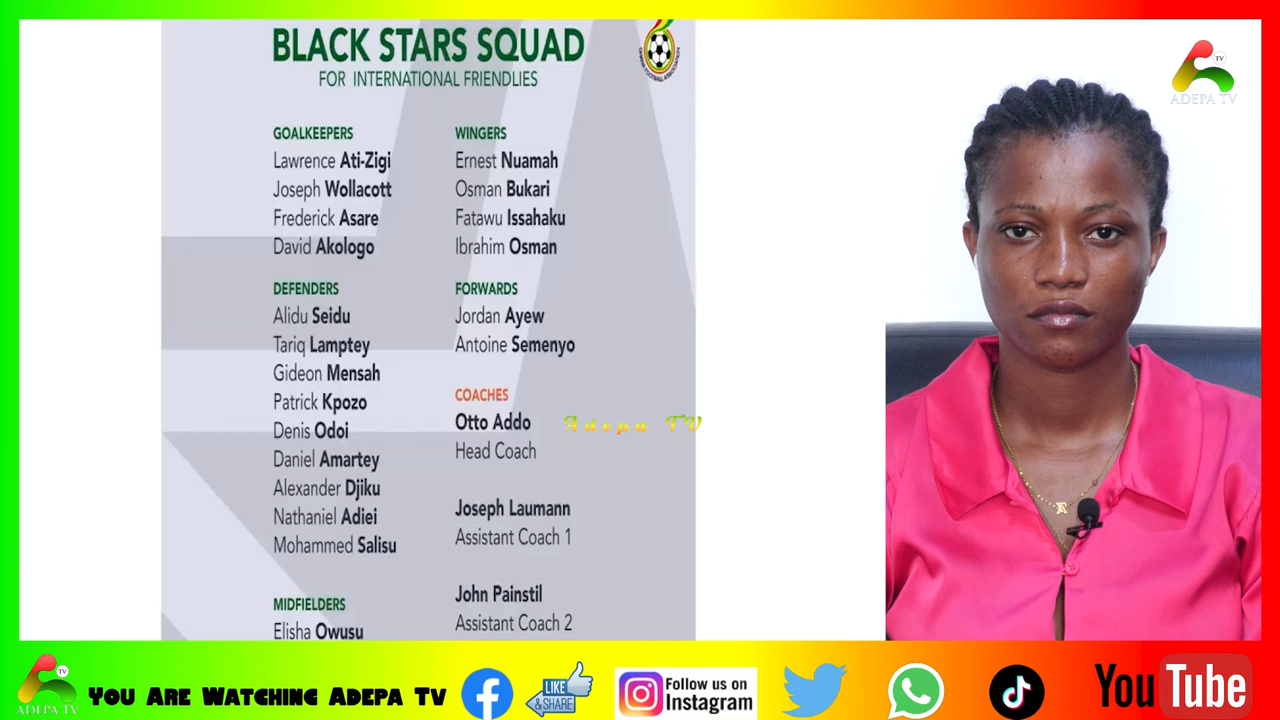 BLACK STARS SQUAD
FOR INTERNATIONAL FRIENDLIES
GOALKEEPERS
Lawrence Ati-Zigi
Joseph Wollacott
Frederick Asare
David Akologo
DEFENDERS
Alidu Seidu
Tariq Lamptey
Gideon Mensah
Patrick Kpozo
Denis Odoi
Daniel Amartey
Alexander Djiku
Nathaniel Adiei
Mohammed Salisu
MIDFIELDERS
Elisha Owusu
WINGERS
Ernest Nuamah
Osman Bukari
Fatawu Issahaku
Ibrahim Osman
FORWARDS
Jordan Ayew
Antoine Semenyo
COACHES
Otto Addo
Head Coach
Joseph Laumann
Assistant Coach 1
John Painstil
Assistant Coach 2
Adepa TV
TV
ADEPA TV
TV
ADEPA TV
You Are Watching Adepa Tv
LIKE
& SHARE
Follow us on
Instagram
YouTube